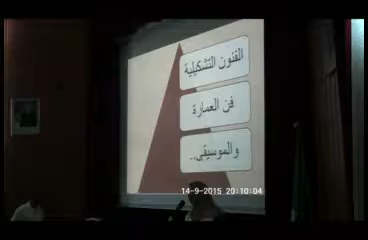 الفنون التشكيلية
فن العمارة
والموسيقى..
14-9-2015 20:10:04